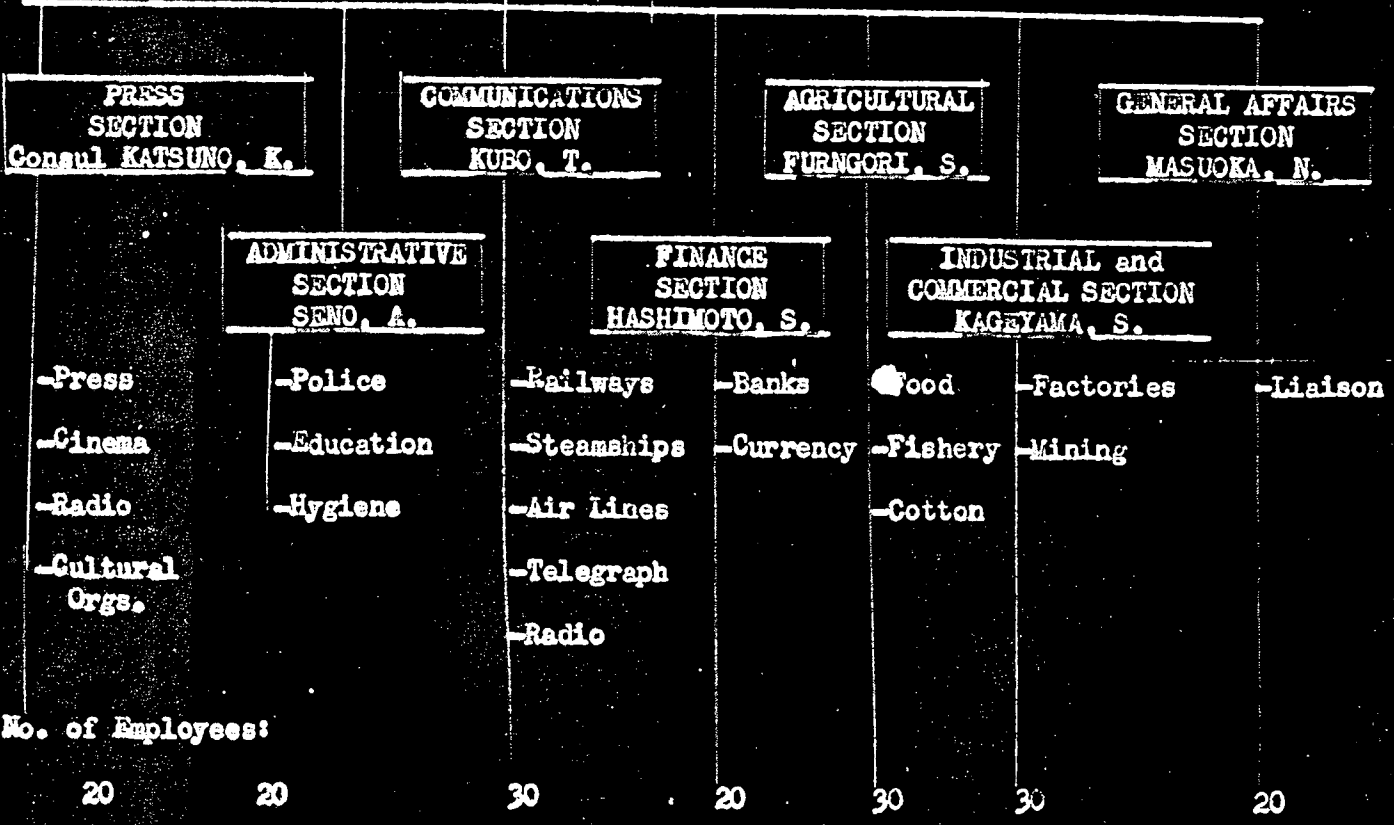 PRESS
SECTION
Consul KATSUNO, K.
COMMUNICATIONS
SECTION
KUBO, T.
AGRICULTURAL
SECTION
FURNGORI, S.
GENERAL AFFAIRS
SECTION
MASUOKA, N.
ADMINISTRATIVE
SECTION
SENO, A.
FINANCE
SECTION
HASHIMOTO, S.
INDUSTRIAL and
COMMERCIAL SECTION
KAGEYAMA, S.
-Press
-Cinema
-Radio
-Cultural
Orgs.
-Police
-Education
-Hygiene
-Railways
-Steamships
-Air Lines
-Telegraph
-Radio
-Banks
-Currency
Food
-Fishery
-Cotton
-Factories
-Mining
-Liaison
No. of Employees:
20 20 30 20 30 30 20